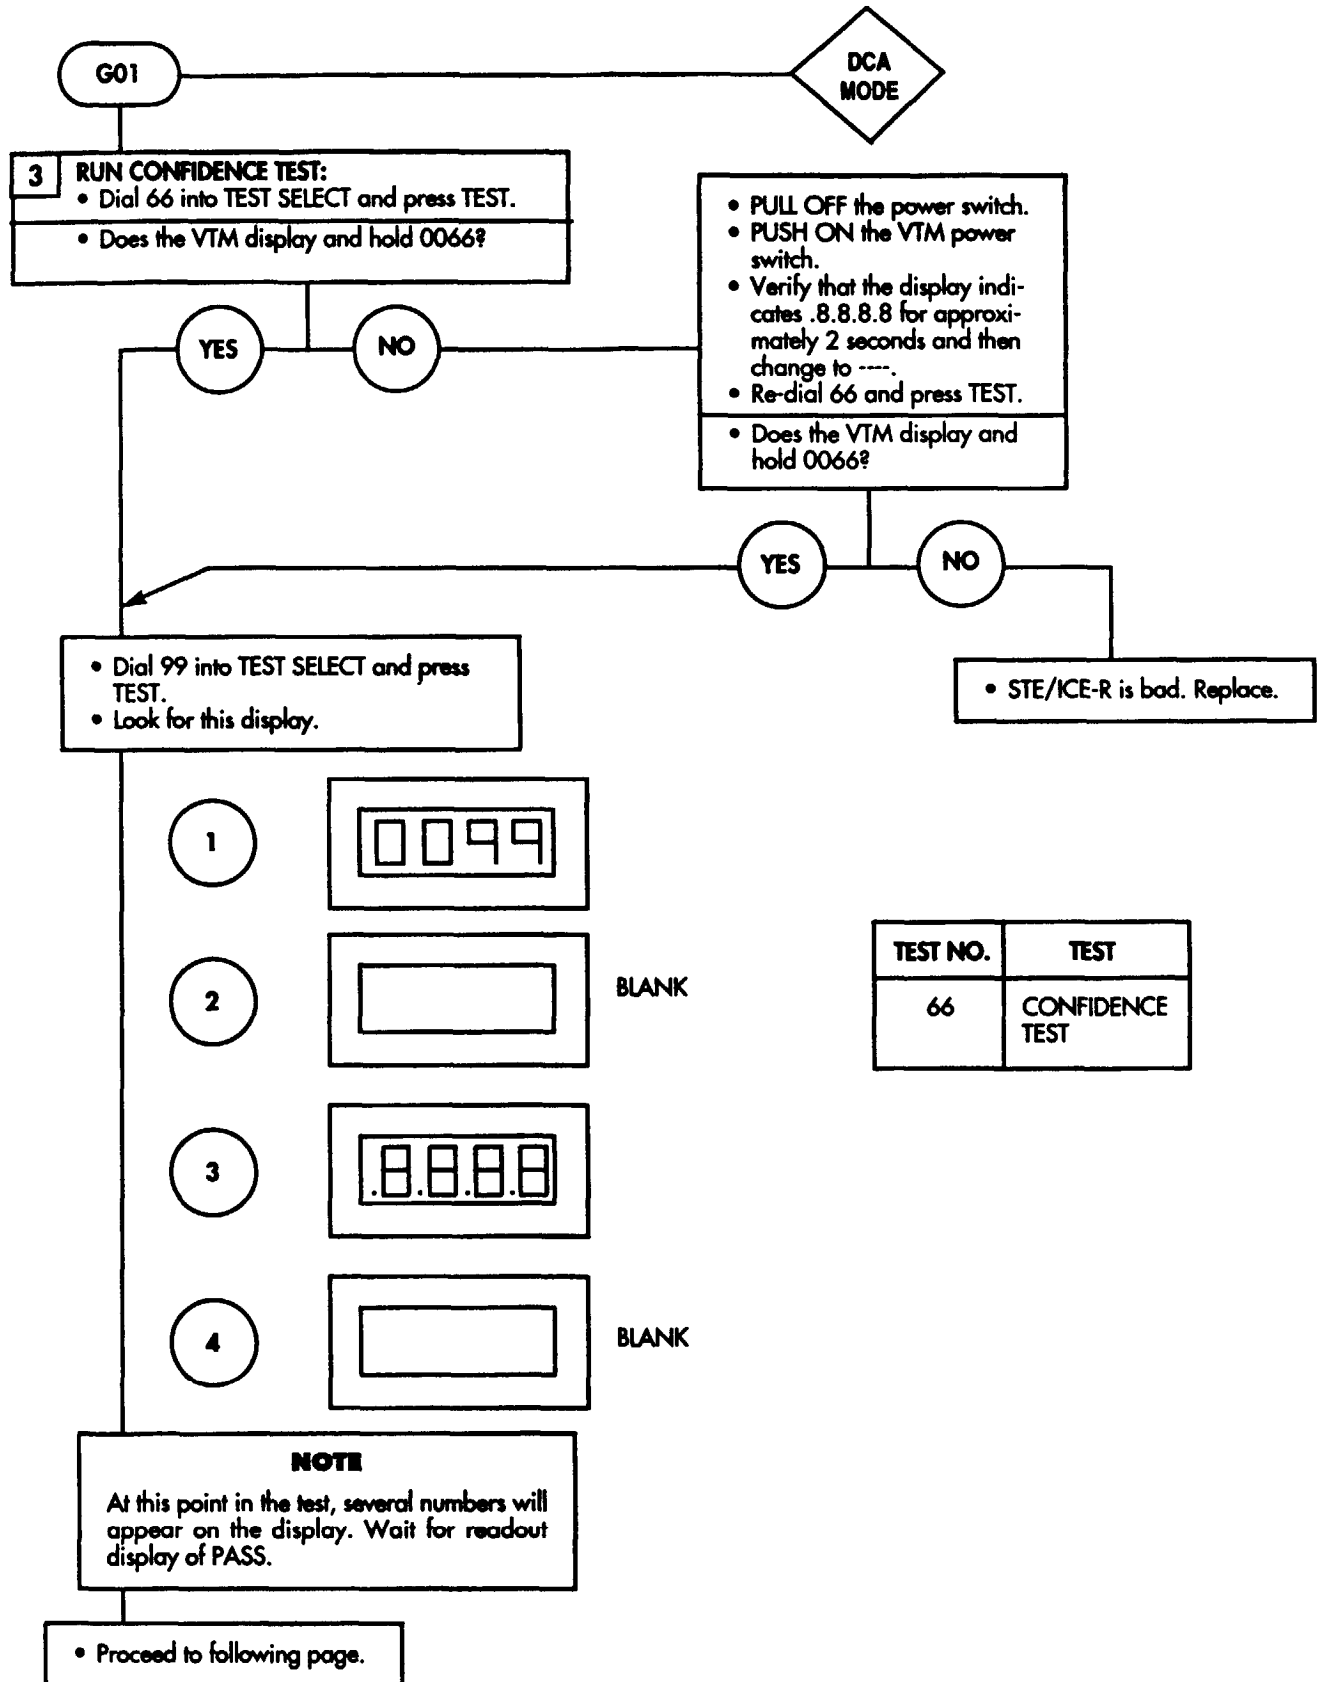 G01
DCA
MODE
3 RUN CONFIDENCE TEST:
• Dial 66 into TEST SELECT and press TEST.
• Does the VTM display and hold 0066?
YES
NO
• PULL OFF the power switch.
• PUSH ON the VTM power
switch.
• Verify that the display indi-
cates .8.8.8.8 for approxi-
mately 2 seconds and then
change to ----.
• Re-dial 66 and press TEST.
• Does the VTM display and
hold 0066?
YES
NO
• Dial 99 into TEST SELECT and press
TEST.
• Look for this display.
• STE/ICE-R is bad. Replace.
1
0099
2
BLANK
3
.8.8.8.8
4
BLANK
TEST NO. TEST
66 CONFIDENCE
TEST
NOTE
At this point in the test, several numbers will
appear on the display. Wait for readout
display of PASS.
• Proceed to following page.